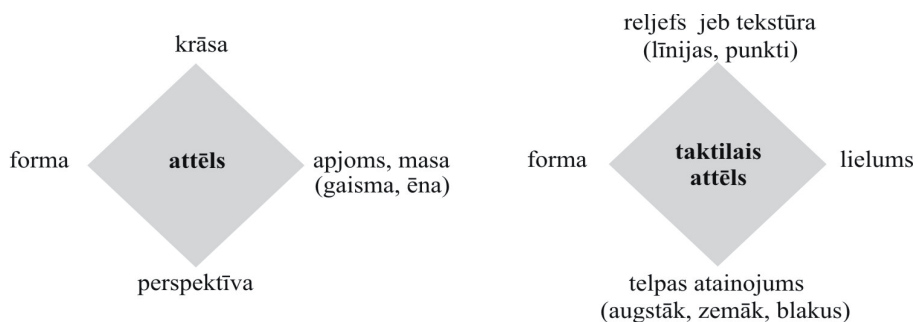 krāsa
forma
attēls
apjoms, masa
(gaisma, ēna)
perspektīva
reljefs jeb tekstūra
(līnijas, punkti)
forma
taktilais
attēls
lielums
telpas atainojums
(augstāk, zemāk, blakus)